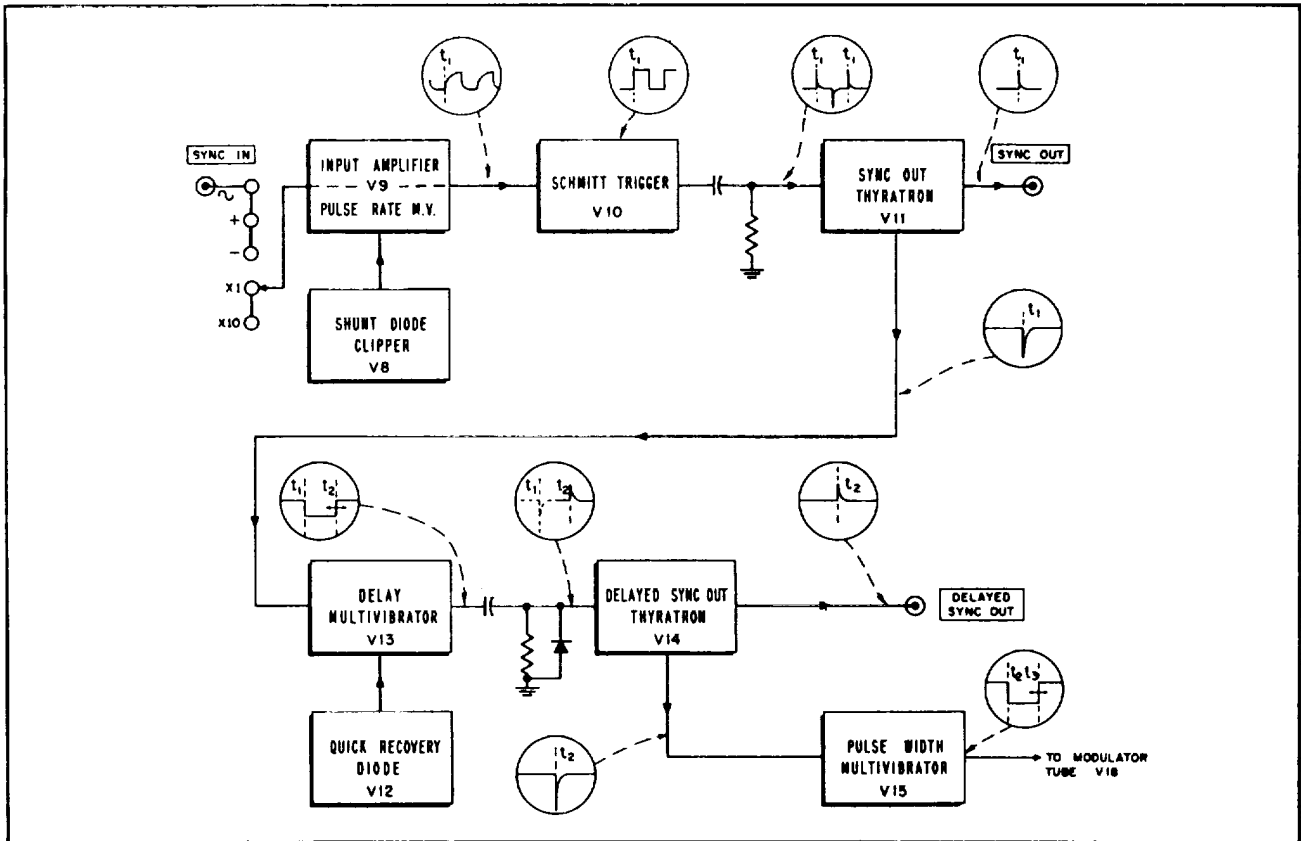 t₁
t₁
t₁ t₁
t₁
SYNC IN
+
-
X1
X10
INPUT AMPLIFIER
V9
PULSE RATE M.V.
SHUNT DIODE
CLIPPER
V8
SCHMITT TRIGGER
V10
SYNC OUT
THYRATRON
V11
SYNC OUT
t₁
t₁ t₂
t₁ t₂
t₂
DELAY
MULTIVIBRATOR
V13
DELAYED SYNC OUT
THYRATRON
V14
DELAYED
SYNC OUT
QUICK RECOVERY
DIODE
V12
t₂
t₂ t₃
PULSE WIDTH
MULTIVIBRATOR
V15
TO MODULATOR
TUBE V18